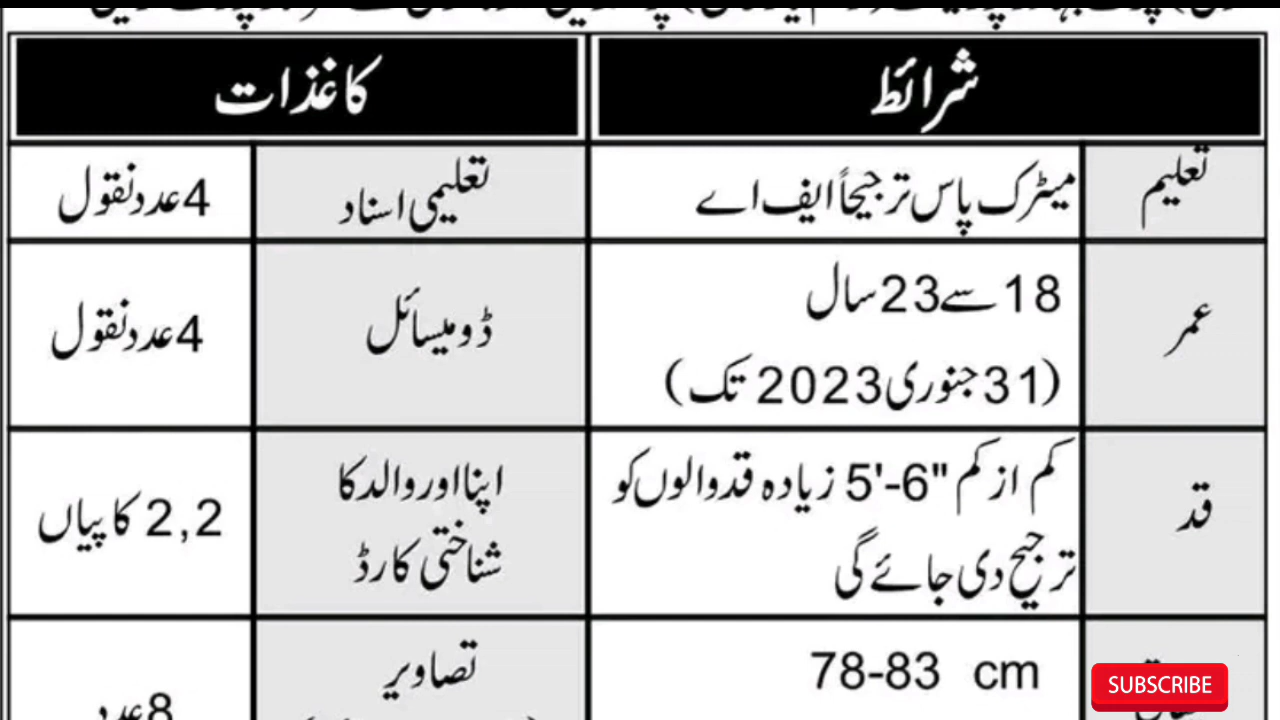 شرائط
کاغذات
تعلیم
میٹرک پاس ترجیحاً ایف اے
تعلیمی اسناد
4 عدد نقول
عمر
18 سے 23 سال
(31 جنوری 2023 تک)
ڈومیسائل
4 عدد نقول
قد
کم از کم "6-'5 زیادہ قد والوں کو
ترجیح دی جائے گی
اپنا اور والد کا
شناختی کارڈ
2,2 کاپیاں
78-83 cm
تصاویر
8 عدد
SUBSCRIBE